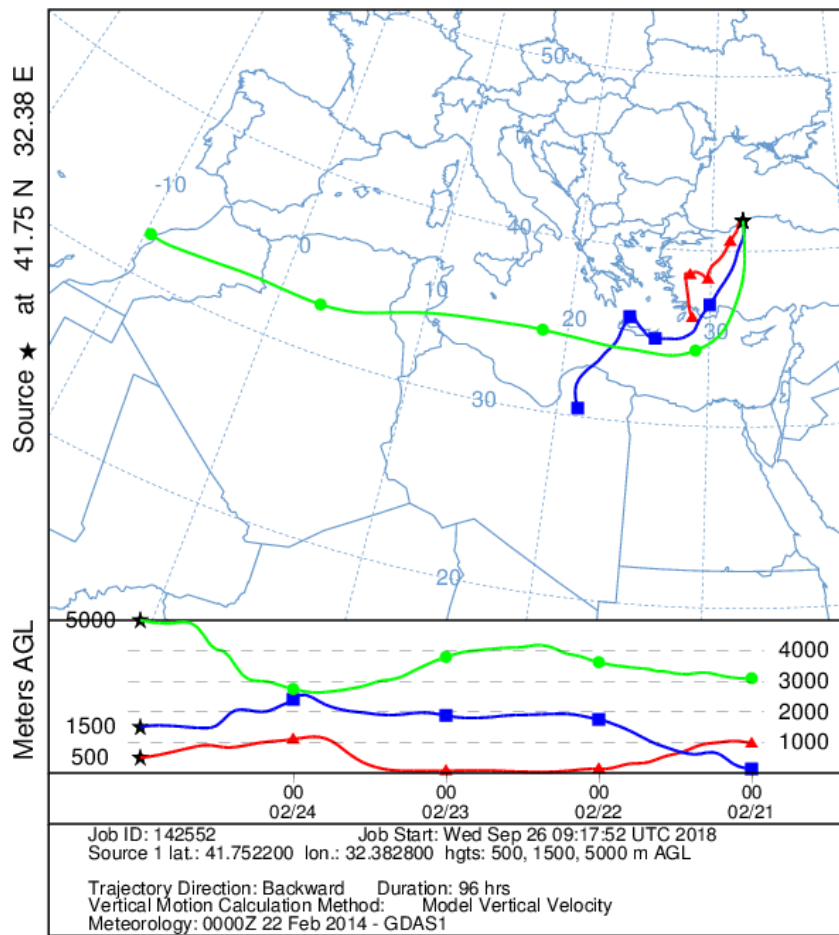 Source ★ at 41.75 N 32.38 E
50
-10
0
40
10
20
30
30
20
Meters AGL
5000
1500
500
4000
3000
2000
1000
00 00 00 00
02/24 02/23 02/22 02/21
Job ID: 142552 Job Start: Wed Sep 26 09:17:52 UTC 2018
Source 1 lat.: 41.752200 lon.: 32.382800 hgts: 500, 1500, 5000 m AGL
Trajectory Direction: Backward Duration: 96 hrs
Vertical Motion Calculation Method: Model Vertical Velocity
Meteorology: 0000Z 22 Feb 2014 - GDAS1